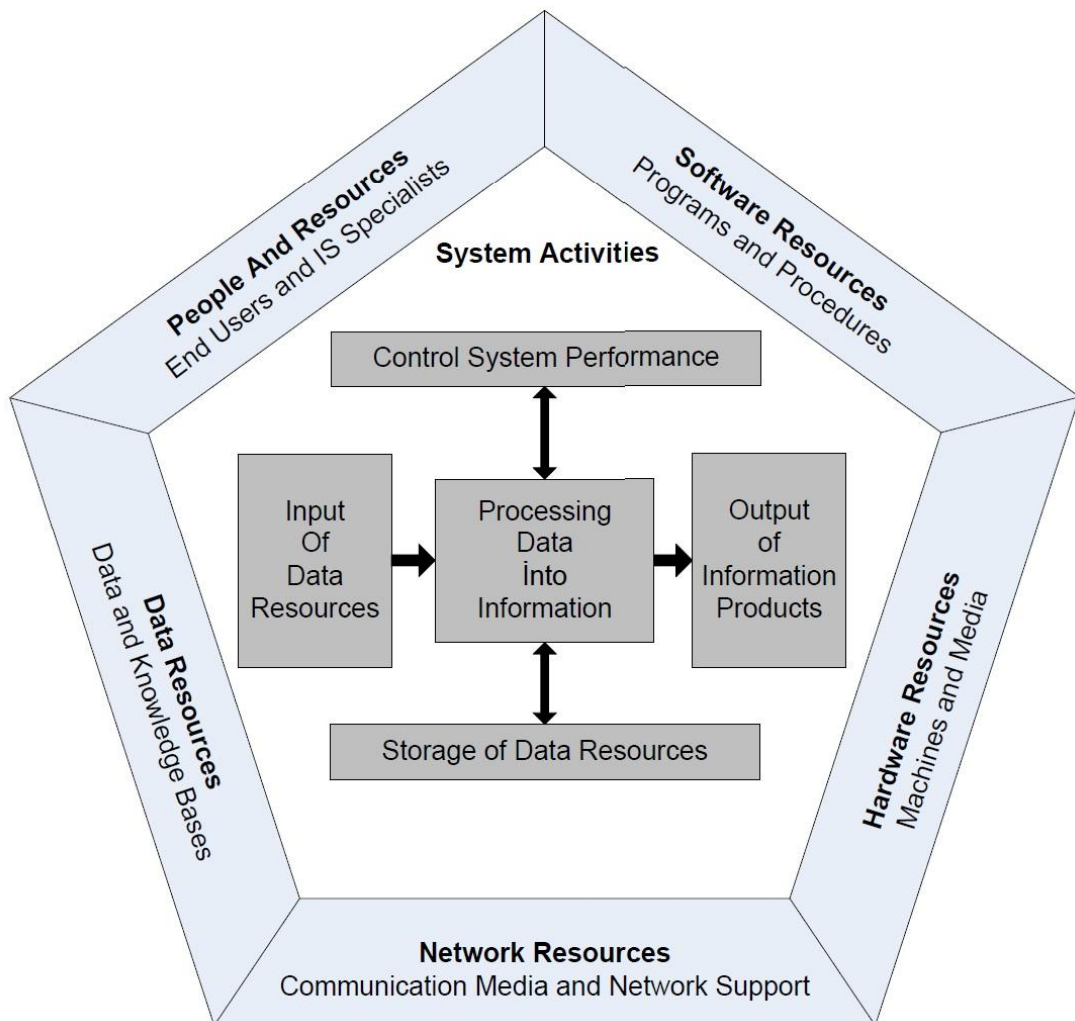 People And Resources
End Users and IS Specialists
Software Resources
Programs and Procedures
System Activities
Control System Performance
Input
Of
Data
Resources
Processing
Data
İnto
Information
Output
of
Information
Products
Storage of Data Resources
Data Resources
Data and Knowledge Bases
Hardware Resources
Machines and Media
Network Resources
Communication Media and Network Support